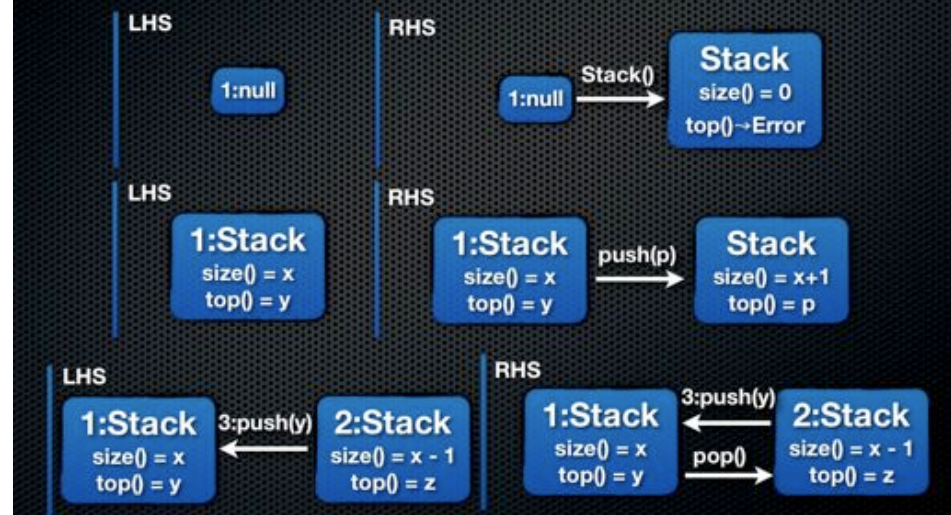 LHS
1:null
RHS
1:null
Stack()
Stack
size() = 0
top()→Error
LHS
1:Stack
size() = x
top() = y
RHS
1:Stack
size() = x
top() = y
push(p)
Stack
size() = x+1
top() = p
LHS
1:Stack
size() = x
top() = y
3:push(y)
2:Stack
size() = x - 1
top() = z
RHS
1:Stack
size() = x
top() = y
3:push(y)
pop()
2:Stack
size() = x - 1
top() = z